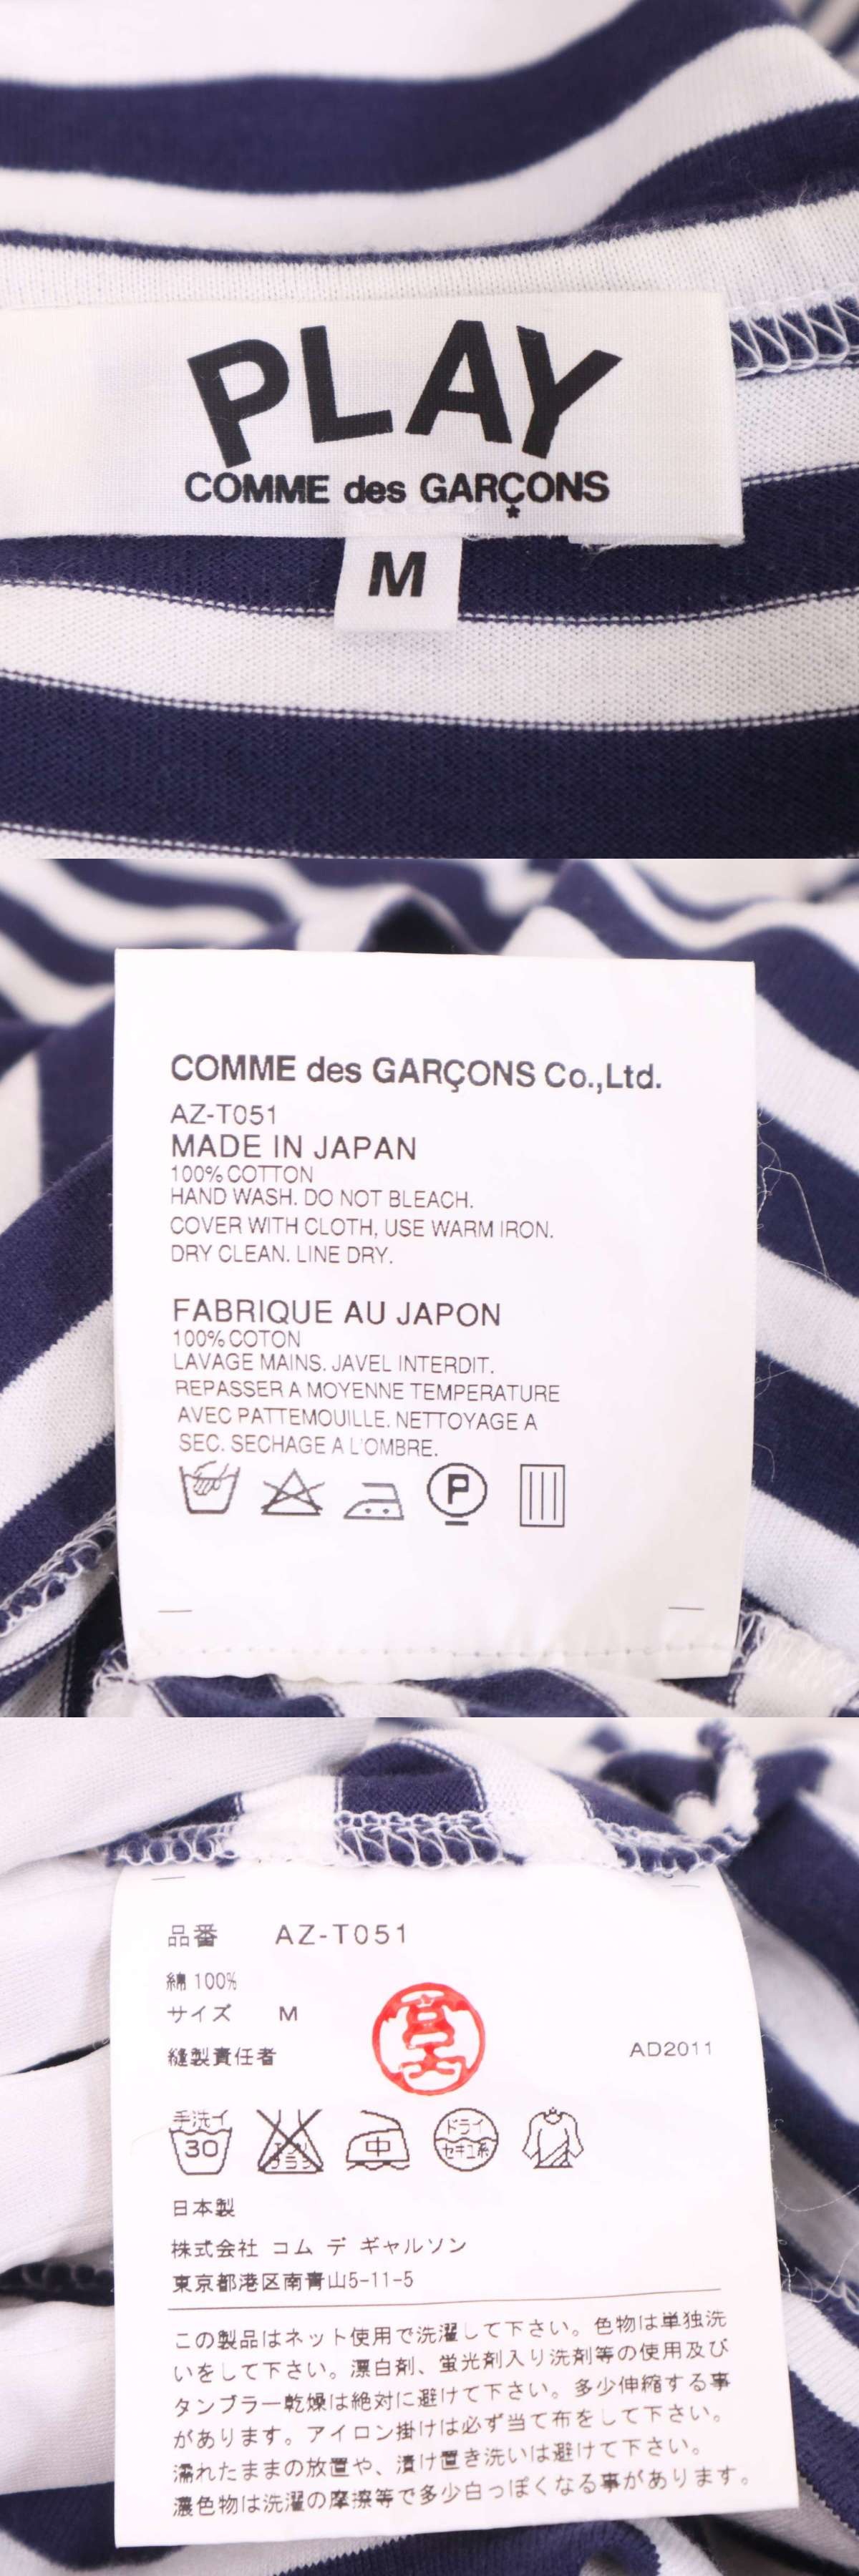 PLAY
COMME des GARÇONS
M
COMME des GARÇONS Co.,Ltd.
AZ-T051
MADE IN JAPAN
100% COTTON
HAND WASH. DO NOT BLEACH.
COVER WITH CLOTH, USE WARM IRON.
DRY CLEAN. LINE DRY.
FABRIQUE AU JAPON
100% COTON
LAVAGE MAINS. JAVEL INTERDIT.
REPASSER A MOYENNE TEMPERATURE
AVEC PATTEMOUILLE. NETTOYAGE A
SEC. SECHAGE A L'OMBRE.
P
品番 AZ-T051
綿 100%
サイズ M
縫製責任者
AD2011
手洗イ
30
エンソ
サラシ
中
ドライ
セキユ系
日本製
株式会社 コム デ ギャルソン
東京都港区南青山5-11-5
この製品はネット使用で洗濯して下さい。色物は単独洗
いをして下さい。漂白剤、蛍光剤入り洗剤等の使用及び
タンブラー乾燥は絶対に避けて下さい。多少伸縮する事
があります。アイロン掛けは必ず当て布をして下さい。
濡れたままの放置や、漬け置き洗いは避けて下さい。
濃色物は洗濯の摩擦等で多少白っぽくなる事があります。